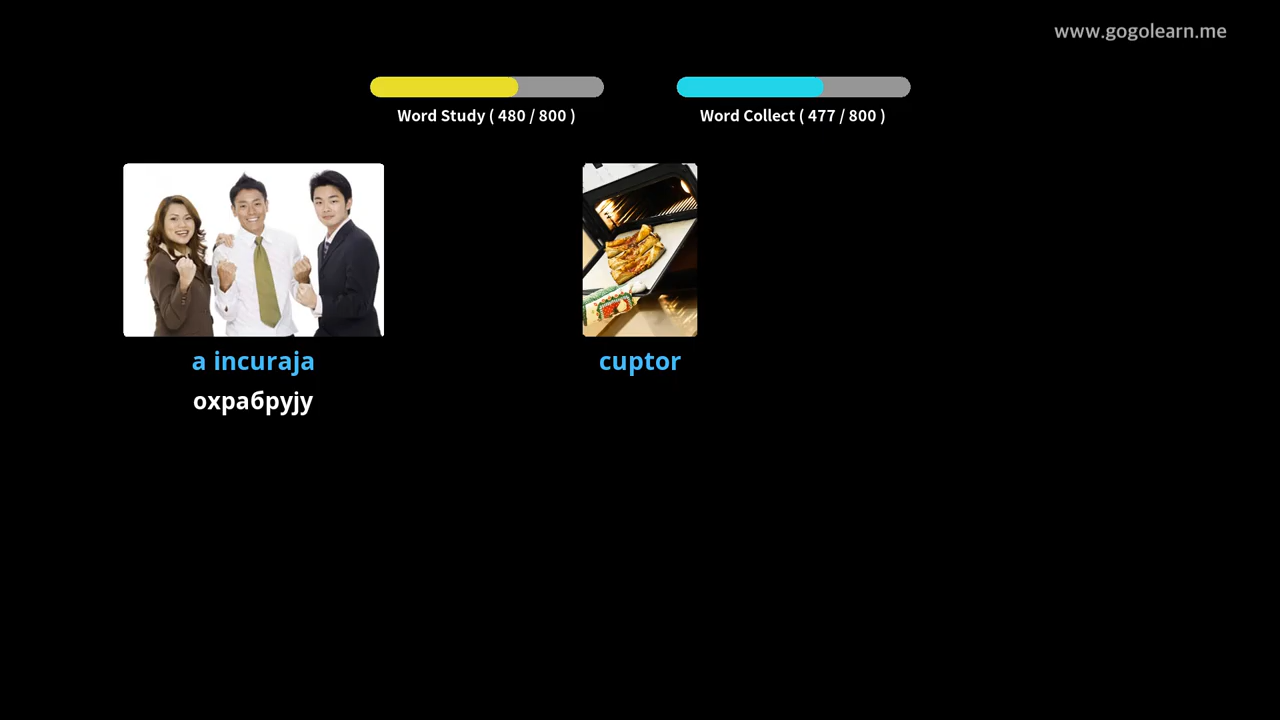 www.gogolearn.me
Word Study ( 480 / 800 )
Word Collect ( 477 / 800 )
a incuraja
охрабрују
cuptor